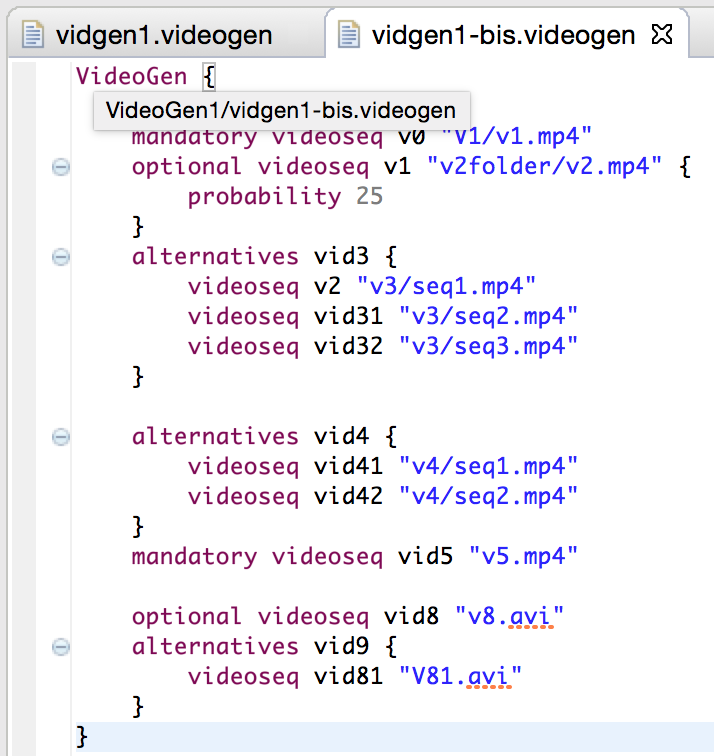 vidgen1.videogen vidgen1-bis.videogen
VideoGen {
VideoGen1/vidgen1-bis.videogen
mandatory videoseq v0 "V1/v1.mp4"
optional videoseq v1 "v2folder/v2.mp4" {
probability 25
}
alternatives vid3 {
videoseq v2 "v3/seq1.mp4"
videoseq vid31 "v3/seq2.mp4"
videoseq vid32 "v3/seq3.mp4"
}
alternatives vid4 {
videoseq vid41 "v4/seq1.mp4"
videoseq vid42 "v4/seq2.mp4"
}
mandatory videoseq vid5 "v5.mp4"
optional videoseq vid8 "v8.avi"
alternatives vid9 {
videoseq vid81 "V81.avi"
}
}